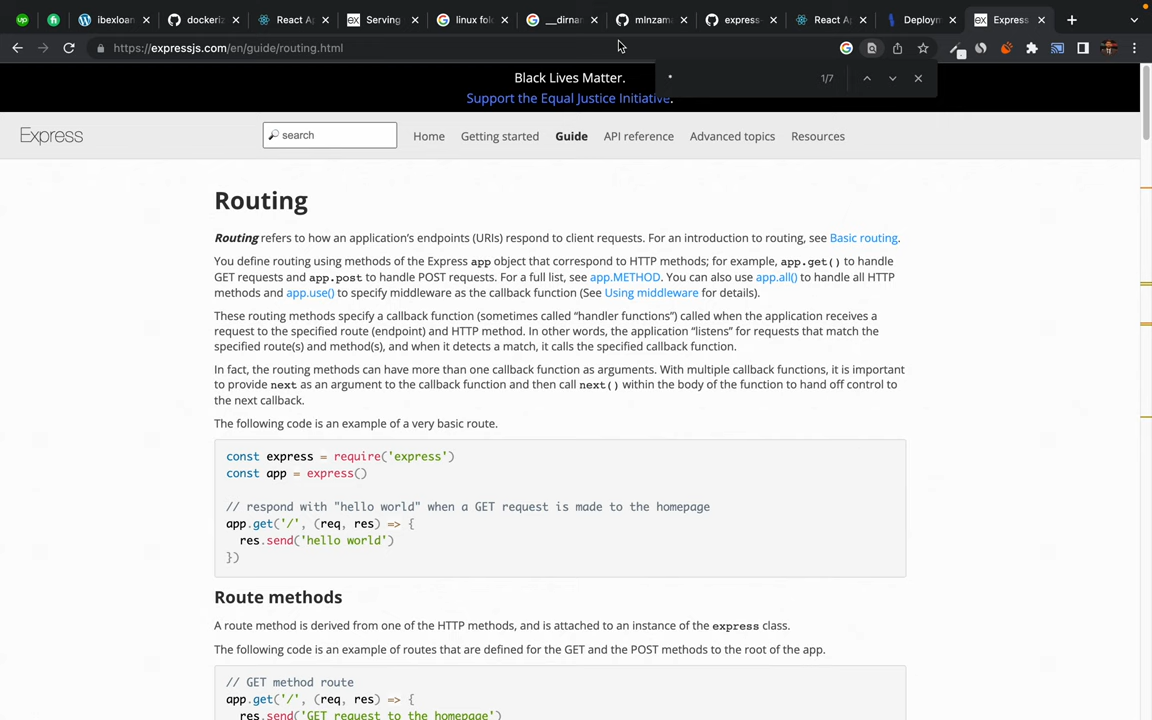 ibexloan
dockeriz
React Ap
Serving
linux fol
__dirnam
mlnzama
express-
React Ap
Deploym
Express
https://expressjs.com/en/guide/routing.html
* 1/7
Black Lives Matter.
Support the Equal Justice Initiative.
Express
search
Home Getting started Guide API reference Advanced topics Resources
Routing
Routing refers to how an application’s endpoints (URIs) respond to client requests. For an introduction to routing, see Basic routing.
You define routing using methods of the Express app object that correspond to HTTP methods; for example, app.get() to handle
GET requests and app.post to handle POST requests. For a full list, see app.METHOD. You can also use app.all() to handle all HTTP
methods and app.use() to specify middleware as the callback function (See Using middleware for details).
These routing methods specify a callback function (sometimes called “handler functions”) called when the application receives a
request to the specified route (endpoint) and HTTP method. In other words, the application “listens” for requests that match the
specified route(s) and method(s), and when it detects a match, it calls the specified callback function.
In fact, the routing methods can have more than one callback function as arguments. With multiple callback functions, it is important
to provide next as an argument to the callback function and then call next() within the body of the function to hand off control to
the next callback.
The following code is an example of a very basic route.
const express = require('express')
const app = express()
// respond with "hello world" when a GET request is made to the homepage
app.get('/', (req, res) => {
res.send('hello world')
})
Route methods
A route method is derived from one of the HTTP methods, and is attached to an instance of the express class.
The following code is an example of routes that are defined for the GET and the POST methods to the root of the app.
// GET method route
app.get('/', (req, res) => {
res.send('GET request to the homepage')